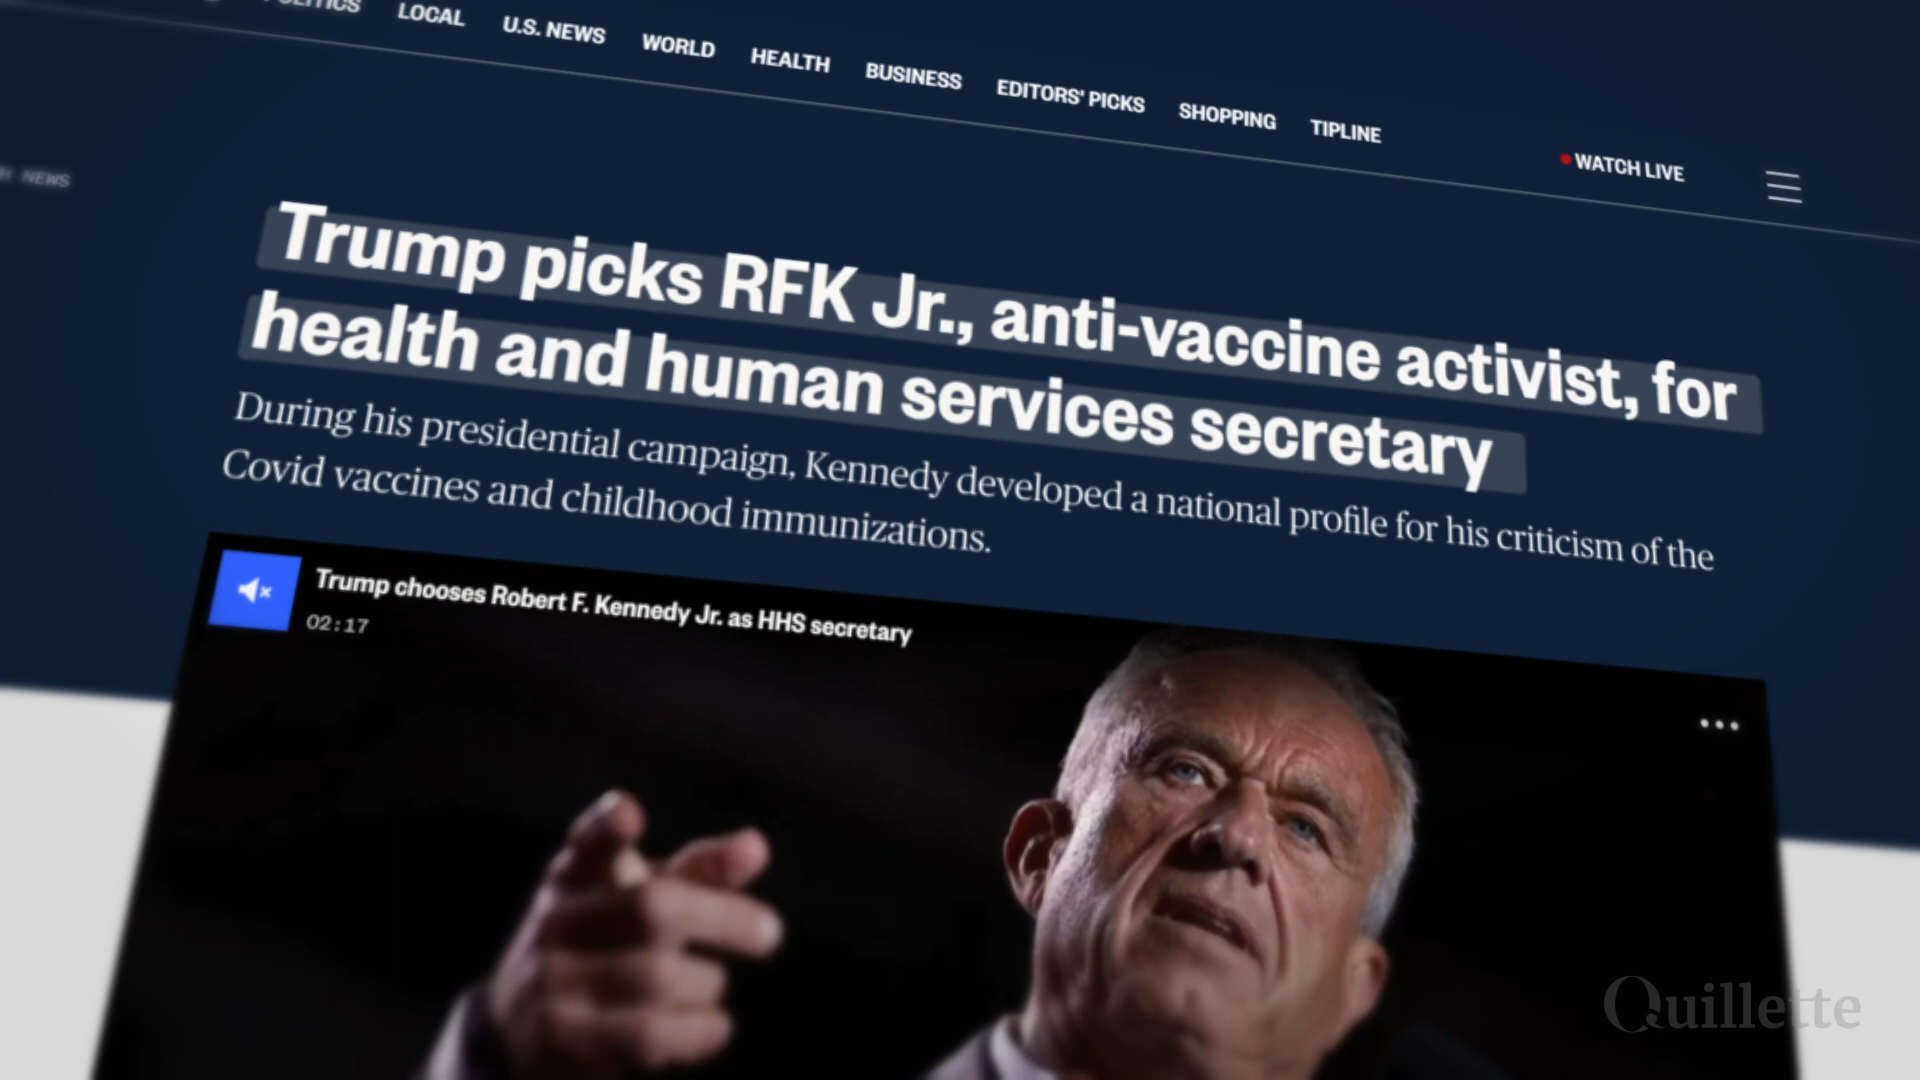 POLITICS
LOCAL
U.S. NEWS
WORLD
HEALTH
BUSINESS
EDITORS' PICKS
SHOPPING
TIPLINE
WATCH LIVE
NEWS
Trump picks RFK Jr., anti-vaccine activist, for
health and human services secretary
During his presidential campaign, Kennedy developed a national profile for his criticism of the
Covid vaccines and childhood immunizations.
Trump chooses Robert F. Kennedy Jr. as HHS secretary
02:17
Quillette